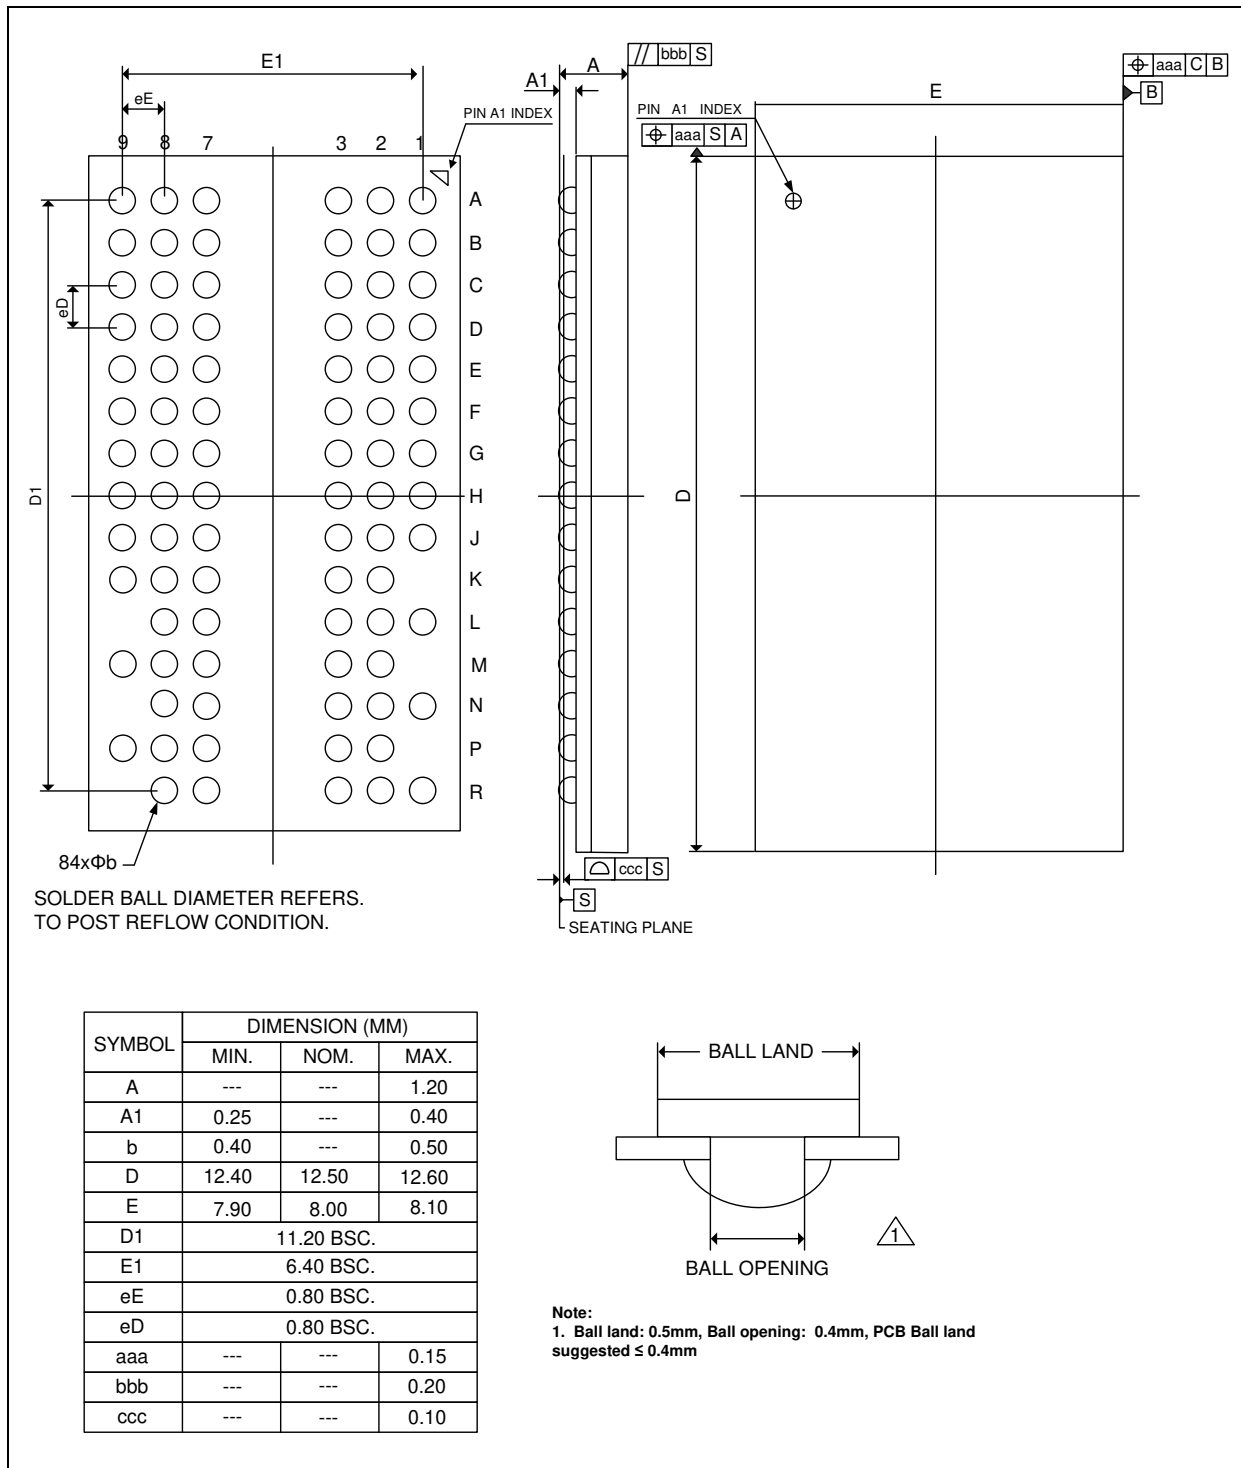 E1
eE
9 8 7 3 2 1
PIN A1 INDEX
A
B
C
D
E
F
G
H
J
K
L
M
N
P
R
eD
D1
84xΦb
SOLDER BALL DIAMETER REFERS.
TO POST REFLOW CONDITION.
// bbb S
A
A1
ccc S
S
SEATING PLANE
⌖ aaa C B
B
E
PIN A1 INDEX
⌖ aaa S A
D
SYMBOL DIMENSION (MM)
MIN. NOM. MAX.
A --- --- 1.20
A1 0.25 --- 0.40
b 0.40 --- 0.50
D 12.40 12.50 12.60
E 7.90 8.00 8.10
D1 11.20 BSC.
E1 6.40 BSC.
eE 0.80 BSC.
eD 0.80 BSC.
aaa --- --- 0.15
bbb --- --- 0.20
ccc --- --- 0.10
BALL LAND
1
BALL OPENING
Note:
1. Ball land: 0.5mm, Ball opening: 0.4mm, PCB Ball land
suggested ≤ 0.4mm